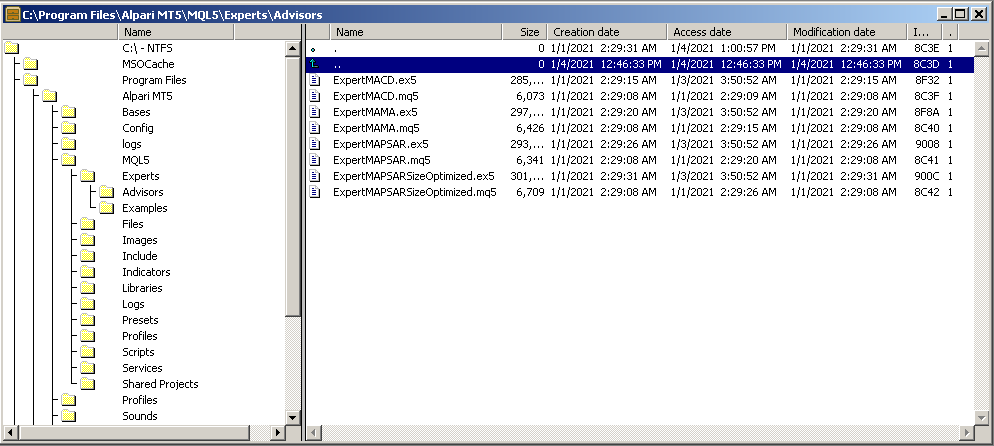 C:\Program Files\Alpari MT5\MQL5\Experts\Advisors
Name
C:\ - NTFS
MSOCache
Program Files
Alpari MT5
Bases
Config
logs
MQL5
Experts
Advisors
Examples
Files
Images
Include
Indicators
Libraries
Logs
Presets
Profiles
Scripts
Services
Shared Projects
Profiles
Sounds
Name Size Creation date Access date Modification date I... .
. 0 1/1/2021 2:29:31 AM 1/4/2021 1:00:57 PM 1/1/2021 2:29:31 AM 8C3E 1
.. 0 1/4/2021 12:46:33 PM 1/4/2021 12:46:33 PM 1/4/2021 12:46:33 PM 8C3D 1
ExpertMACD.ex5 285,... 1/1/2021 2:29:15 AM 1/3/2021 3:50:52 AM 1/1/2021 2:29:15 AM 8F32 1
ExpertMACD.mq5 6,073 1/1/2021 2:29:08 AM 1/1/2021 2:29:09 AM 1/1/2021 2:29:08 AM 8C3F 1
ExpertMAMA.ex5 297,... 1/1/2021 2:29:20 AM 1/3/2021 3:50:52 AM 1/1/2021 2:29:20 AM 8F8A 1
ExpertMAMA.mq5 6,426 1/1/2021 2:29:08 AM 1/1/2021 2:29:15 AM 1/1/2021 2:29:08 AM 8C40 1
ExpertMAPSAR.ex5 293,... 1/1/2021 2:29:26 AM 1/3/2021 3:50:52 AM 1/1/2021 2:29:26 AM 9008 1
ExpertMAPSAR.mq5 6,341 1/1/2021 2:29:08 AM 1/1/2021 2:29:20 AM 1/1/2021 2:29:08 AM 8C41 1
ExpertMAPSARSizeOptimized.ex5 301,... 1/1/2021 2:29:31 AM 1/3/2021 3:50:52 AM 1/1/2021 2:29:31 AM 900C 1
ExpertMAPSARSizeOptimized.mq5 6,709 1/1/2021 2:29:08 AM 1/1/2021 2:29:26 AM 1/1/2021 2:29:08 AM 8C42 1